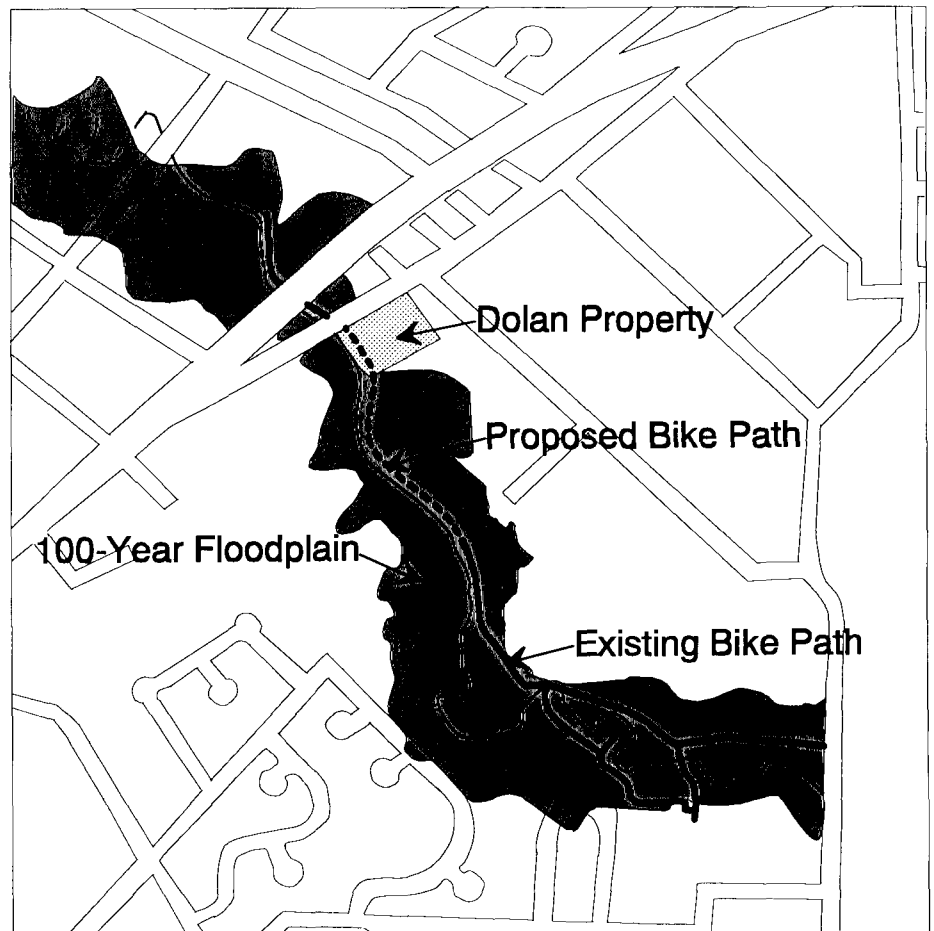 Dolan Property
Proposed Bike Path
100-Year Floodplain
Existing Bike Path